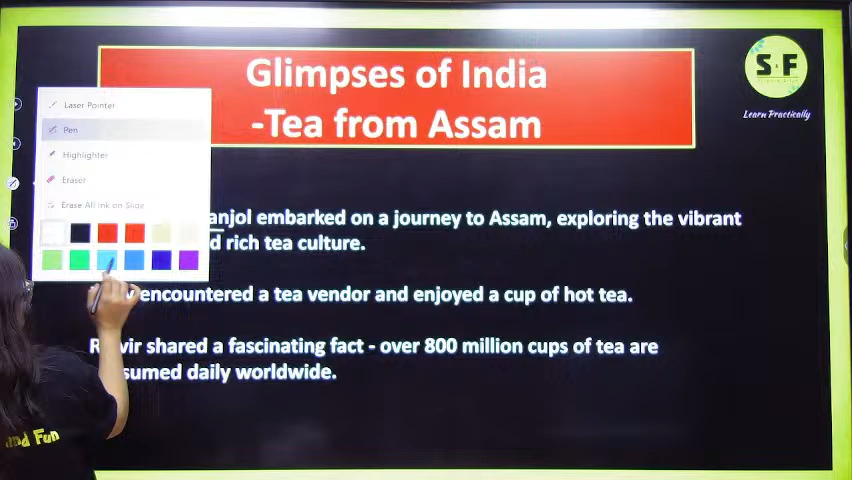 Glimpses of India
-Tea from Assam
S&F
Learn Practically
Laser Pointer
Pen
Highlighter
Eraser
Erase All Ink on Slide
anjol embarked on a journey to Assam, exploring the vibrant
d rich tea culture.
encountered a tea vendor and enjoyed a cup of hot tea.
R vir shared a fascinating fact - over 800 million cups of tea are
sumed daily worldwide.
and Fun